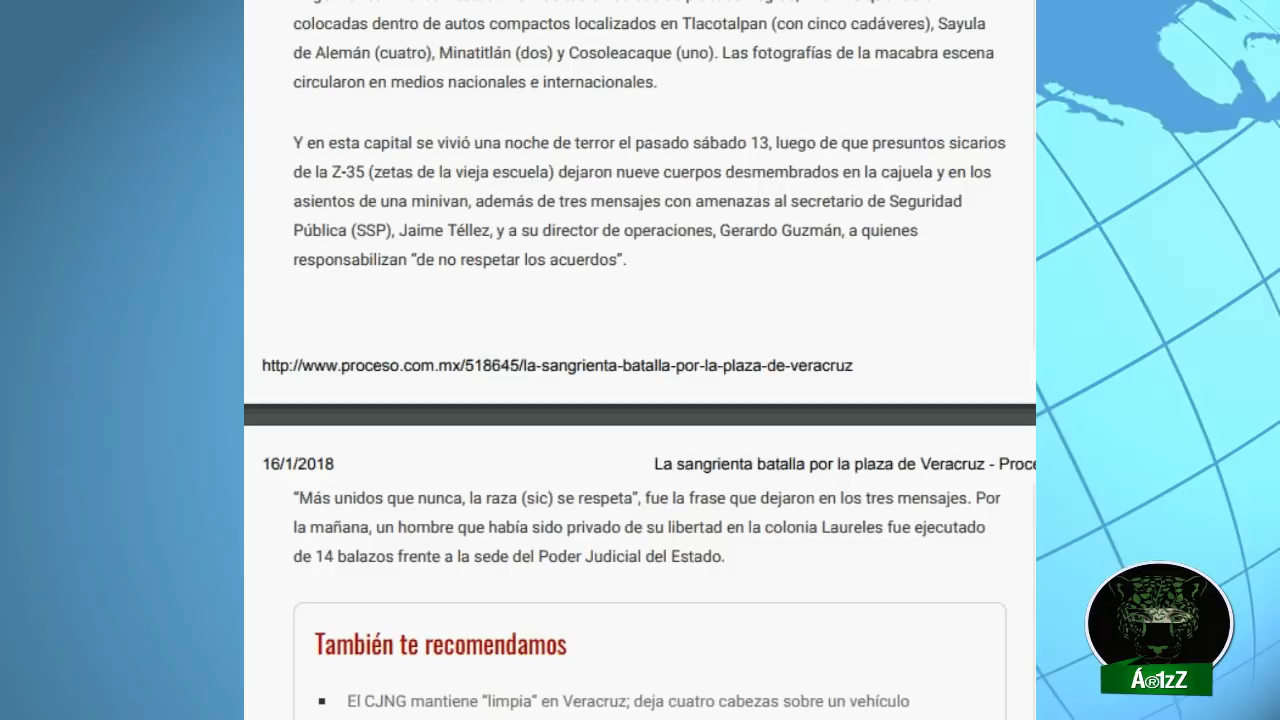 colocadas dentro de autos compactos localizados en Tlacotalpan (con cinco cadáveres), Sayula
de Alemán (cuatro), Minatitlán (dos) y Cosoleacaque (uno). Las fotografías de la macabra escena
circularon en medios nacionales e internacionales.
Y en esta capital se vivió una noche de terror el pasado sábado 13, luego de que presuntos sicarios
de la Z-35 (zetas de la vieja escuela) dejaron nueve cuerpos desmembrados en la cajuela y en los
asientos de una minivan, además de tres mensajes con amenazas al secretario de Seguridad
Pública (SSP), Jaime Téllez, y a su director de operaciones, Gerardo Guzmán, a quienes
responsabilizan “de no respetar los acuerdos”.
http://www.proceso.com.mx/518645/la-sangrienta-batalla-por-la-plaza-de-veracruz
16/1/2018 La sangrienta batalla por la plaza de Veracruz - Proce
“Más unidos que nunca, la raza (sic) se respeta”, fue la frase que dejaron en los tres mensajes. Por
la mañana, un hombre que había sido privado de su libertad en la colonia Laureles fue ejecutado
de 14 balazos frente a la sede del Poder Judicial del Estado.
También te recomendamos
▪ El CJNG mantiene “limpia” en Veracruz; deja cuatro cabezas sobre un vehículo
Á®1zZ